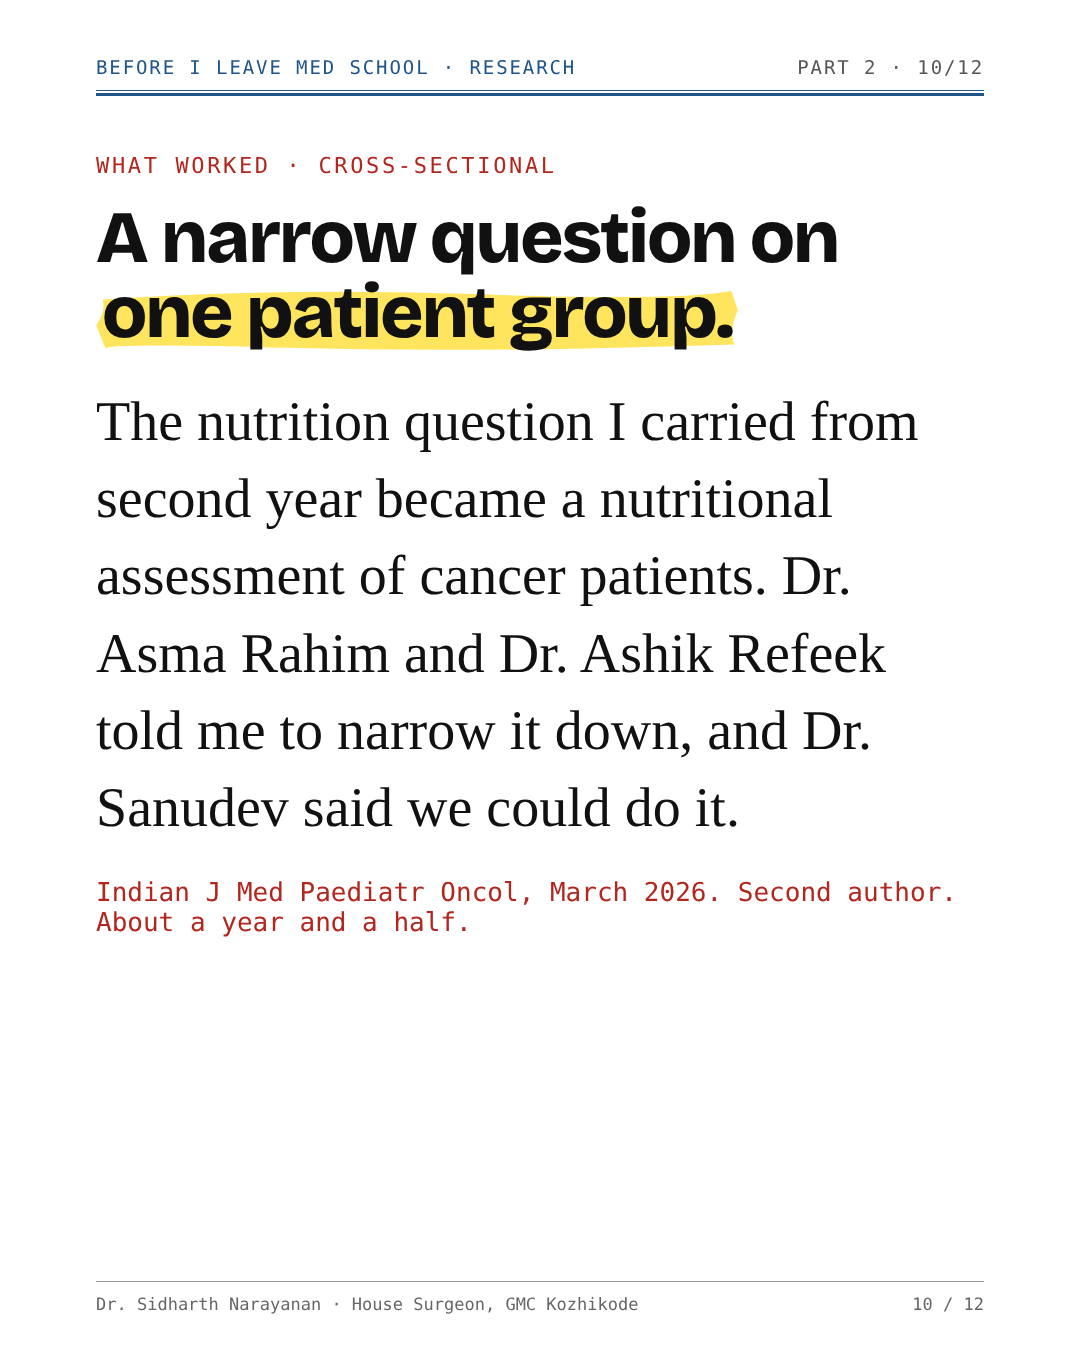 BEFORE I LEAVE MED SCHOOL · RESEARCH
PART 2 · 10/12
WHAT WORKED · CROSS-SECTIONAL
A narrow question on
one patient group.
The nutrition question I carried from
second year became a nutritional
assessment of cancer patients. Dr.
Asma Rahim and Dr. Ashik Refeek
told me to narrow it down, and Dr.
Sanudev said we could do it.
Indian J Med Paediatr Oncol, March 2026. Second author.
About a year and a half.
Dr. Sidharth Narayanan · House Surgeon, GMC Kozhikode
10 / 12